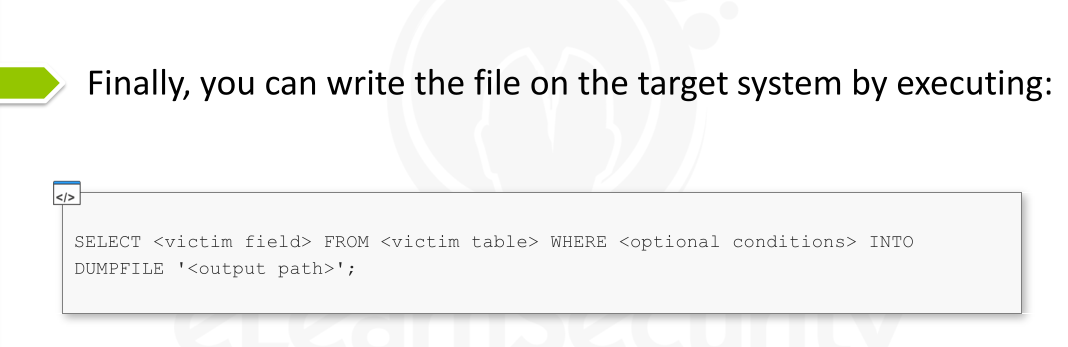 Finally, you can write the file on the target system by executing:
</>
SELECT <victim field> FROM <victim table> WHERE <optional conditions> INTO
DUMPFILE '<output path>';
eLearnSecurity